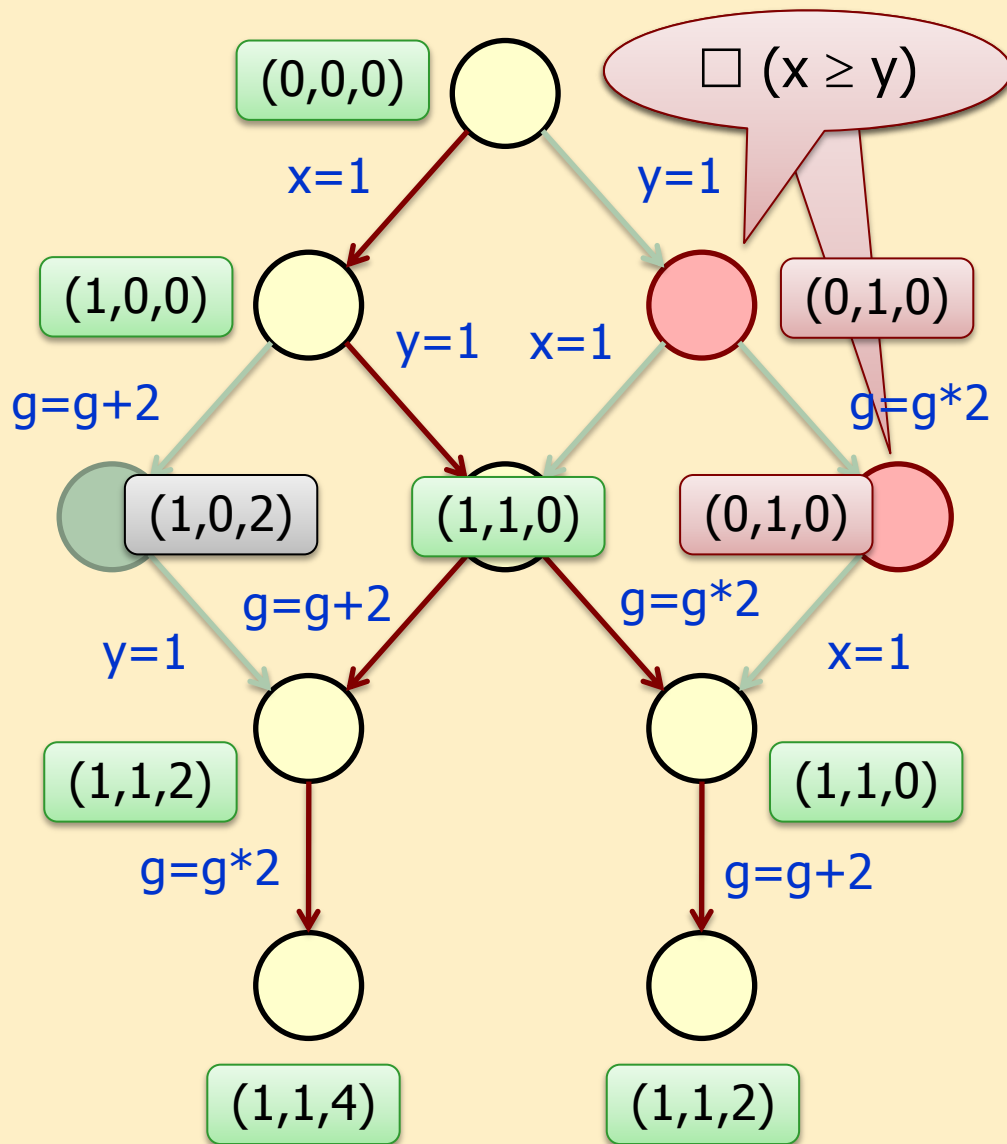 (0,0,0)
□ (x ≥ y)
x=1
y=1
(1,0,0)
(0,1,0)
y=1
x=1
g=g+2
g=g*2
(1,0,2)
(1,1,0)
(0,1,0)
g=g+2
g=g*2
y=1
x=1
(1,1,2)
(1,1,0)
g=g*2
g=g+2
(1,1,4)
(1,1,2)